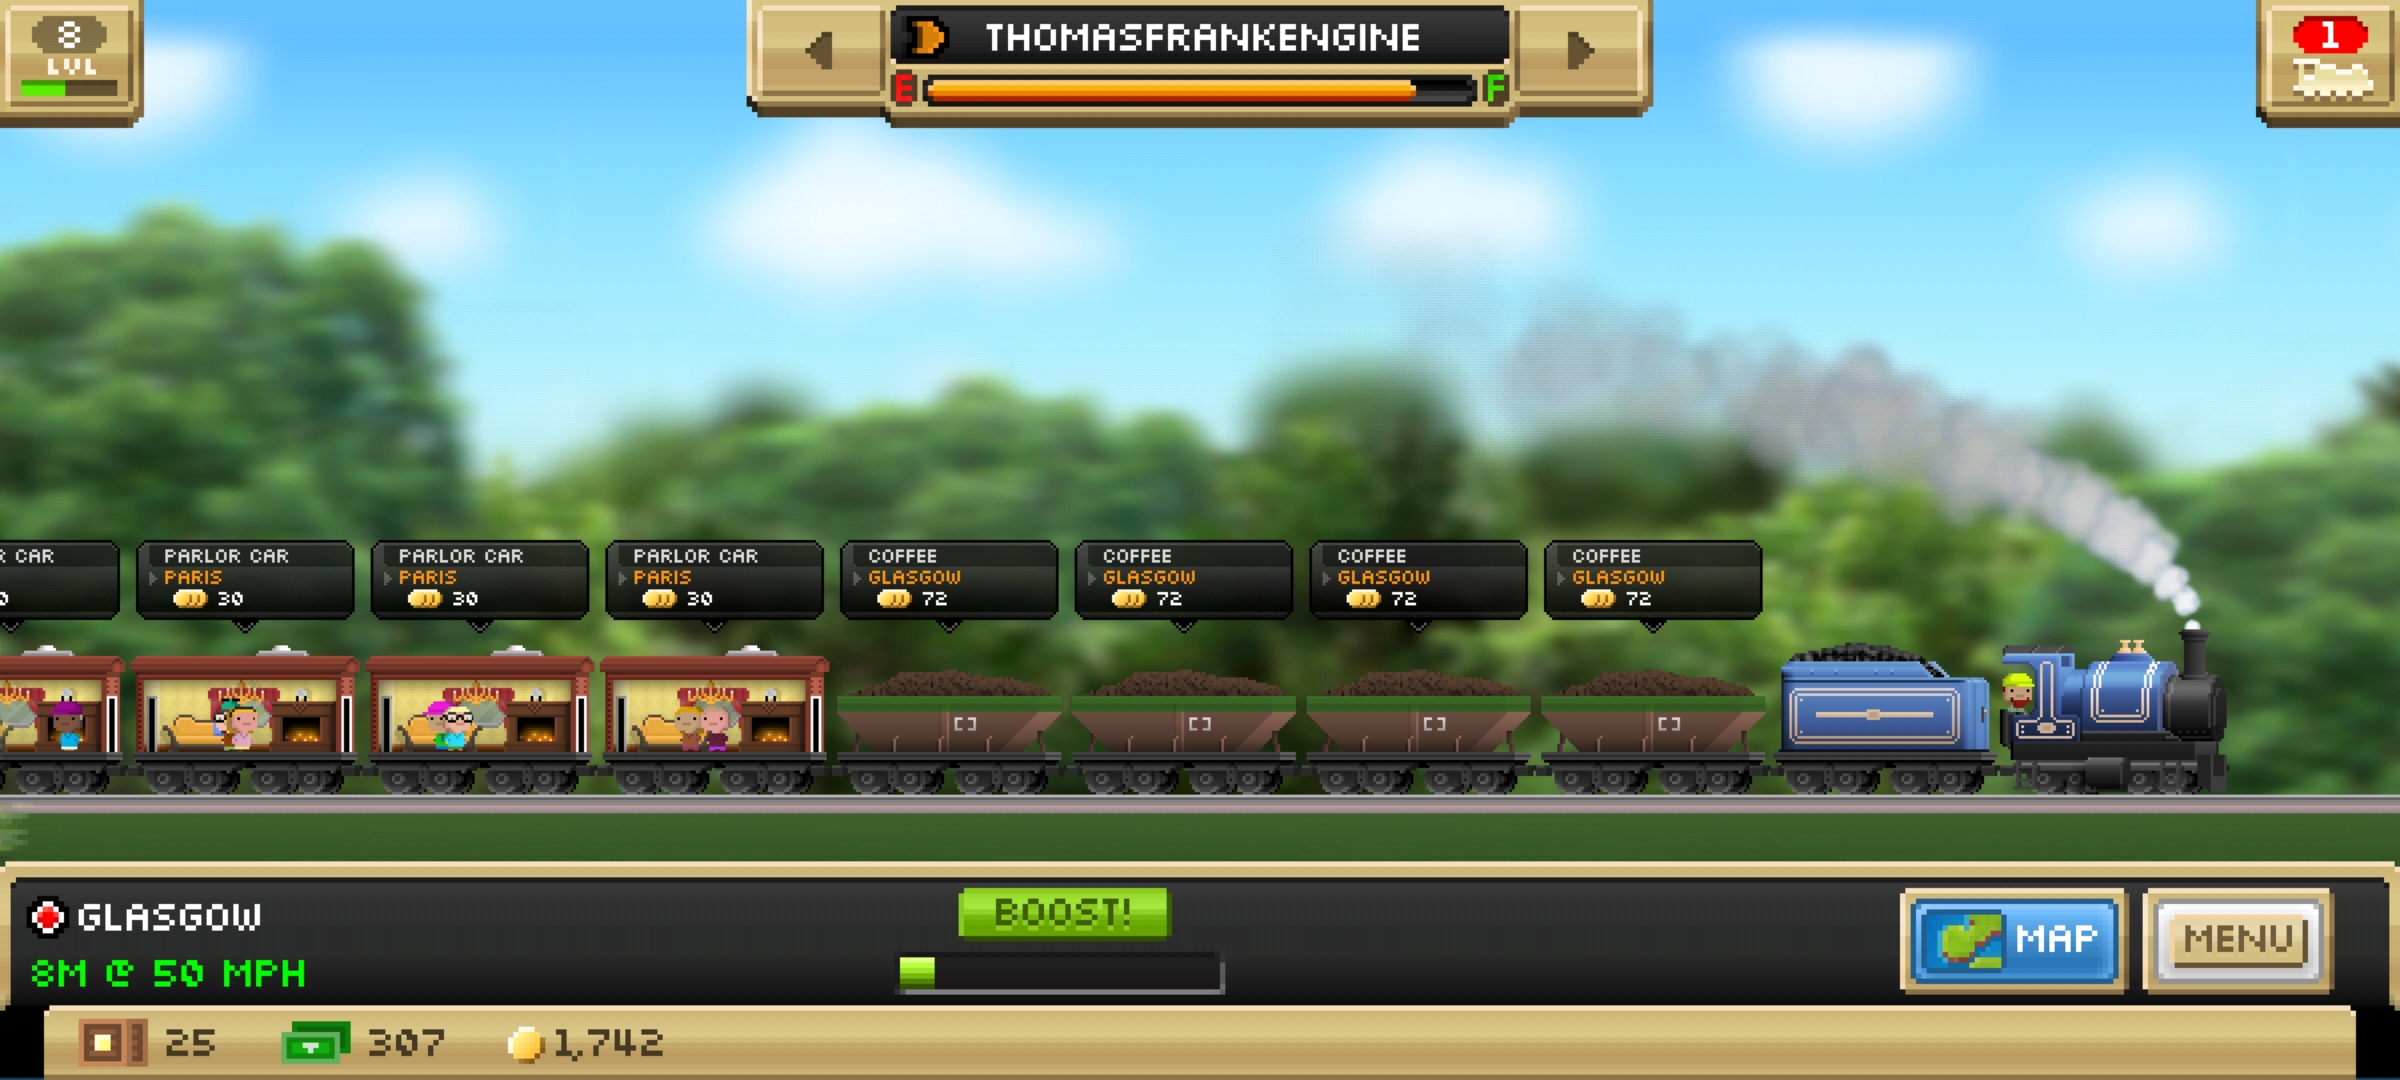 8
LVL
THOMASFRANKENGINE
E F
1
R CAR
0
PARLOR CAR
PARIS
30
PARLOR CAR
PARIS
30
PARLOR CAR
PARIS
30
COFFEE
GLASGOW
72
COFFEE
GLASGOW
72
COFFEE
GLASGOW
72
COFFEE
GLASGOW
72
GLASGOW
8M @ 50 MPH
BOOST!
MAP
MENU
25 307 1,742